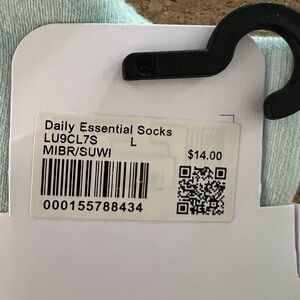 Daily Essential Socks
LU9CL7S L
MIBR/SUWI $14.00
000155788434